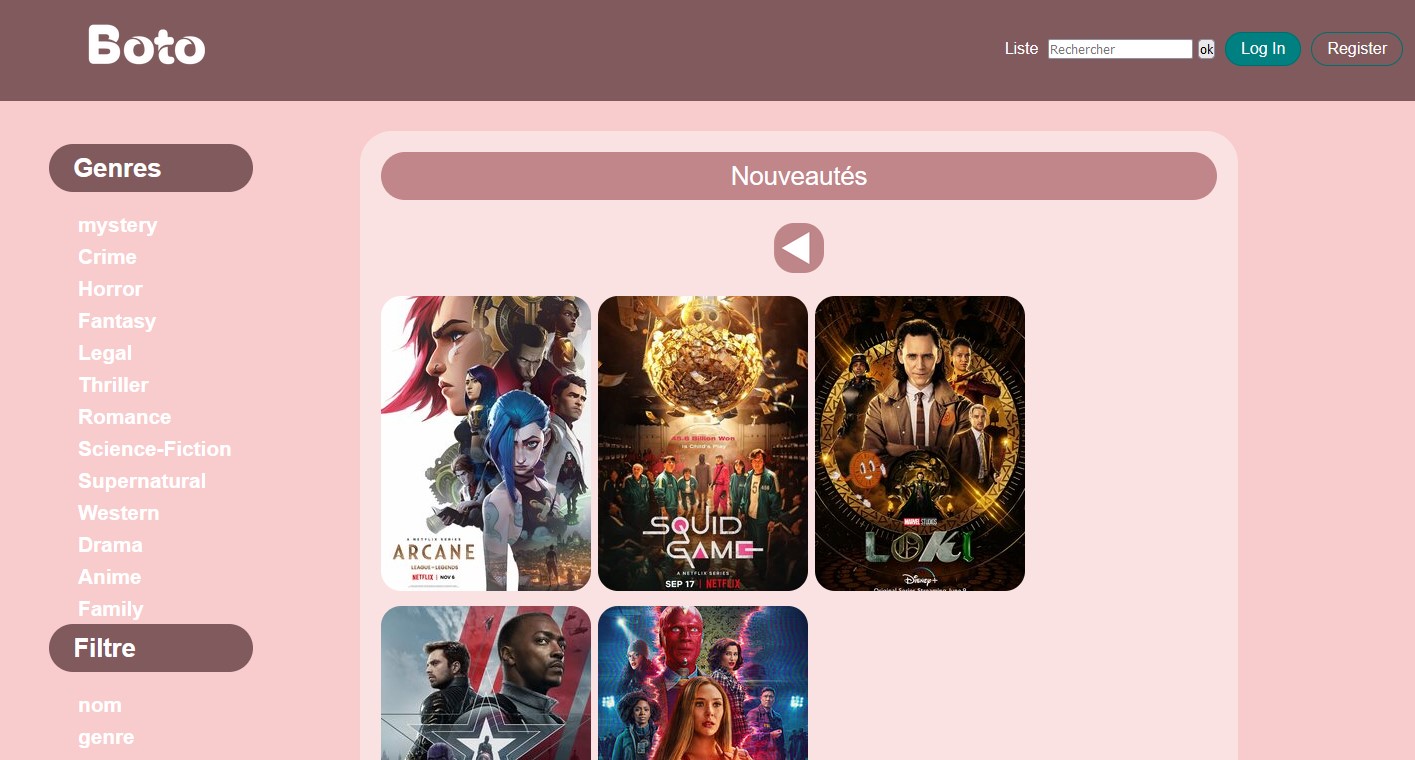 Boto
Liste Rechercher ok Log In Register
Genres
mystery
Crime
Horror
Fantasy
Legal
Thriller
Romance
Science-Fiction
Supernatural
Western
Drama
Anime
Family
Filtre
nom
genre
Nouveautés
A NETFLIX SERIES
ARCANE
LEAGUE OF LEGENDS
NETFLIX | NOV 6
45.6 Billion Won
is Child's Play
SQUID
GAME
A NETFLIX SERIES
SEP 17 | NETFLIX
MARVEL STUDIOS
LOKI
Disney+
Original Series Streaming June 9